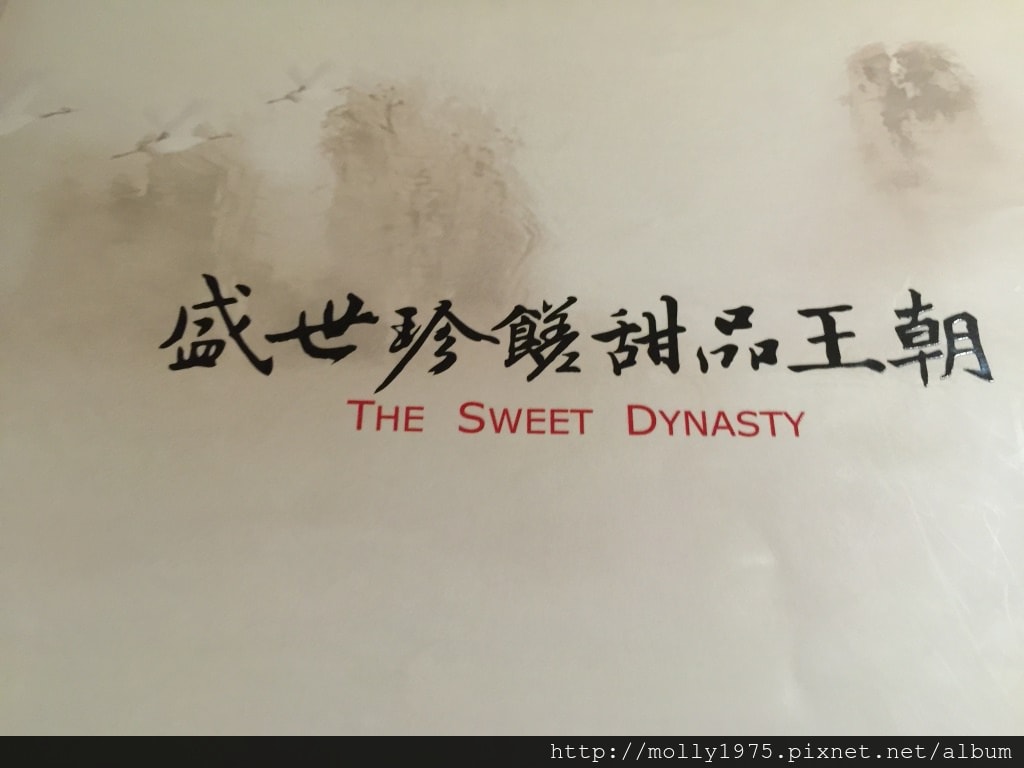 盛世珍饈甜品王朝
THE SWEET DYNASTY
http://molly1975.pixnet.net/album